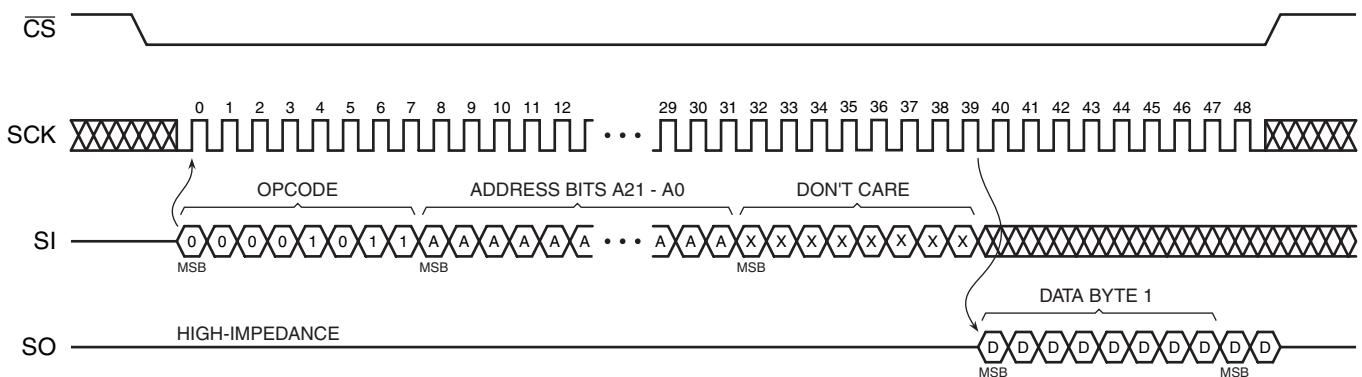 CS
0 1 2 3 4 5 6 7 8 9 10 11 12 29 30 31 32 33 34 35 36 37 38 39 40 41 42 43 44 45 46 47 48
SCK • • •
OPCODE ADDRESS BITS A21 - A0 DON'T CARE
SI 0 0 0 0 1 0 1 1 A A A A A A • • • A A A X X X X X X X X
MSB MSB MSB
DATA BYTE 1
HIGH-IMPEDANCE
SO D D D D D D D D D D
MSB MSB